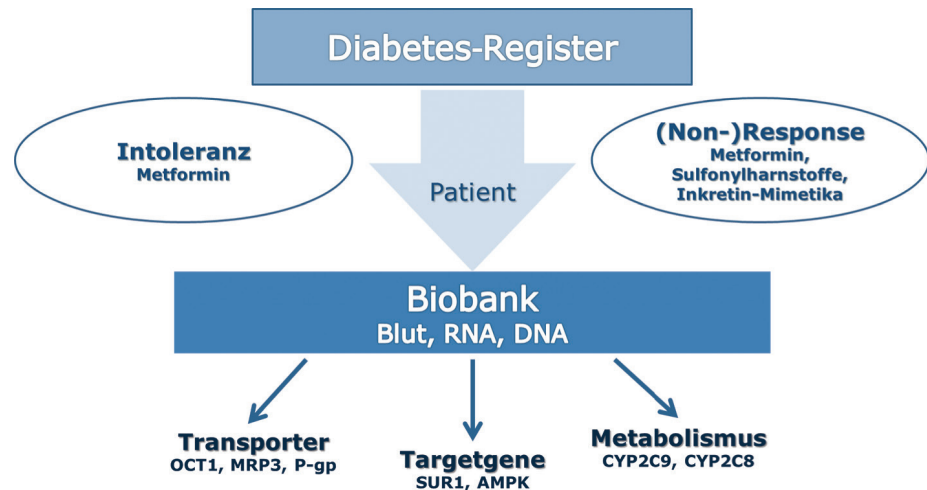 Diabetes-Register
Intoleranz
Metformin
(Non-)Response
Metformin,
Sulfonylharnstoffe,
Inkretin-Mimetika
Patient
Biobank
Blut, RNA, DNA
Transporter
OCT1, MRP3, P-gp
Targetgene
SUR1, AMPK
Metabolismus
CYP2C9, CYP2C8